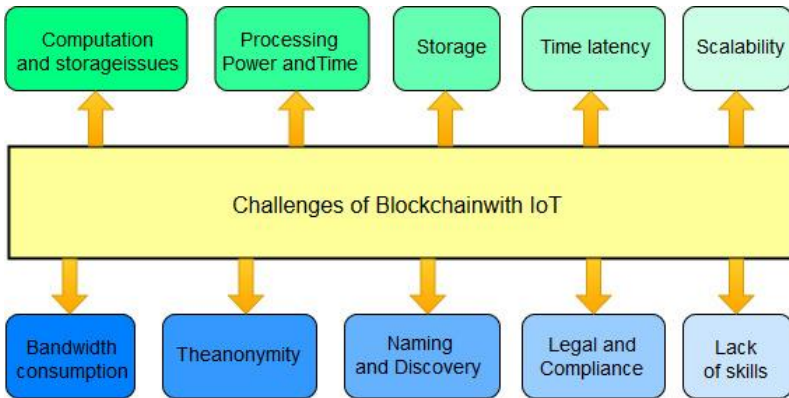 Computation
and storageissues
Processing
Power andTime
Storage
Time latency
Scalability
Challenges of Blockchainwith IoT
Bandwidth
consumption
Theanonymity
Naming
and Discovery
Legal and
Compliance
Lack
of skills